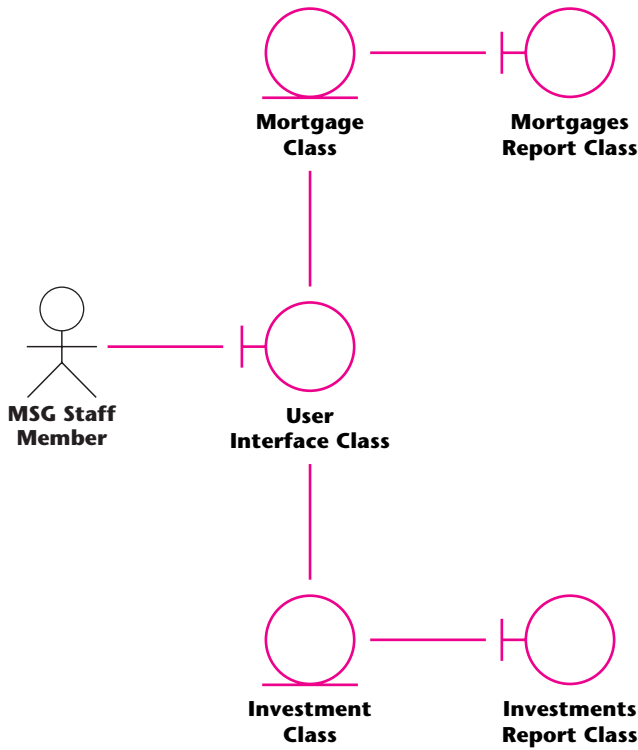 Mortgage
Class
Mortgages
Report Class
MSG Staff
Member
User
Interface Class
Investment
Class
Investments
Report Class